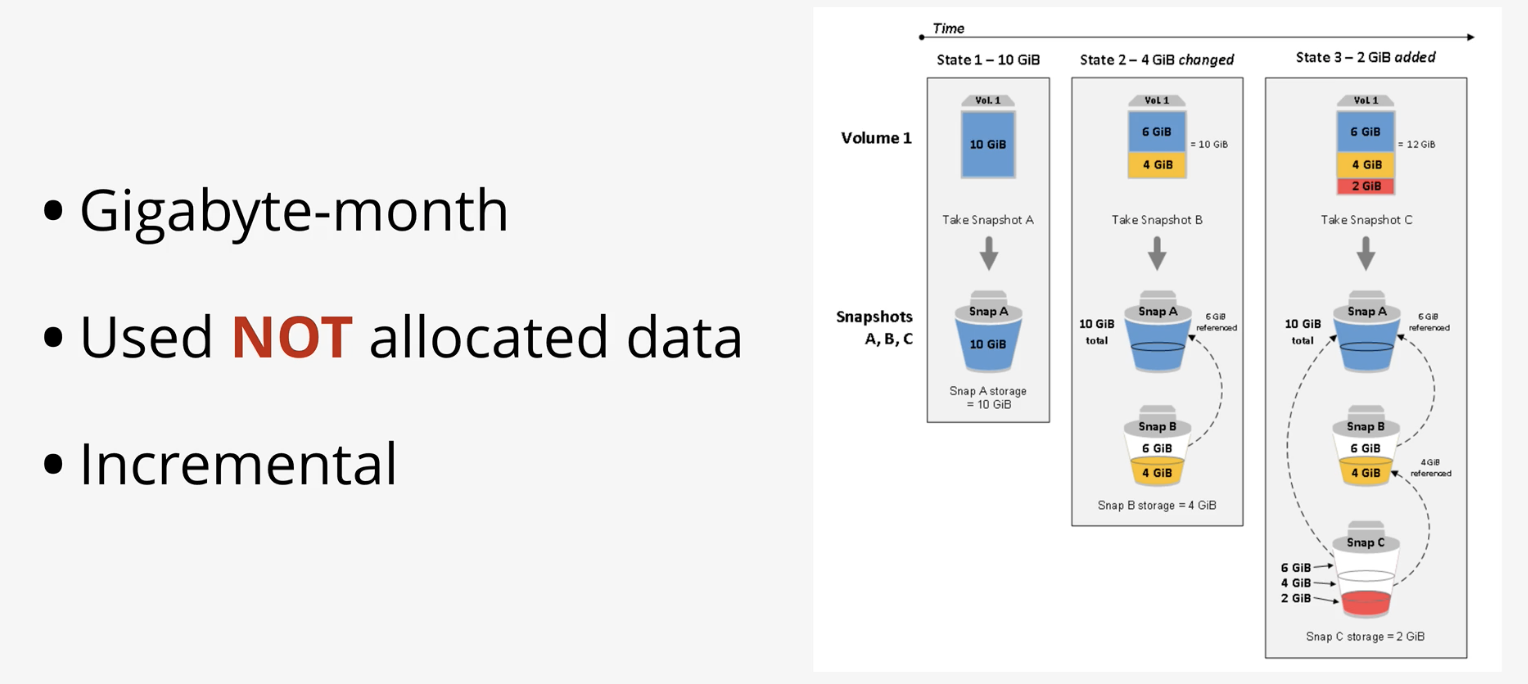 • Gigabyte-month
• Used NOT allocated data
• Incremental
Time
State 1 – 10 GiB
State 2 – 4 GiB changed
State 3 – 2 GiB added
Volume 1
Vol. 1
10 GiB
Vol. 1
6 GiB
4 GiB
= 10 GiB
Vol. 1
6 GiB
4 GiB
2 GiB
= 12 GiB
Take Snapshot A
Take Snapshot B
Take Snapshot C
Snapshots
A, B, C
Snap A
10 GiB
Snap A storage
= 10 GiB
10 GiB
total
Snap A
6 GiB
referenced
Snap B
6 GiB
4 GiB
Snap B storage = 4 GiB
10 GiB
total
Snap A
6 GiB
referenced
Snap B
6 GiB
4 GiB
4 GiB
referenced
Snap C
6 GiB
4 GiB
2 GiB
Snap C storage = 2 GiB